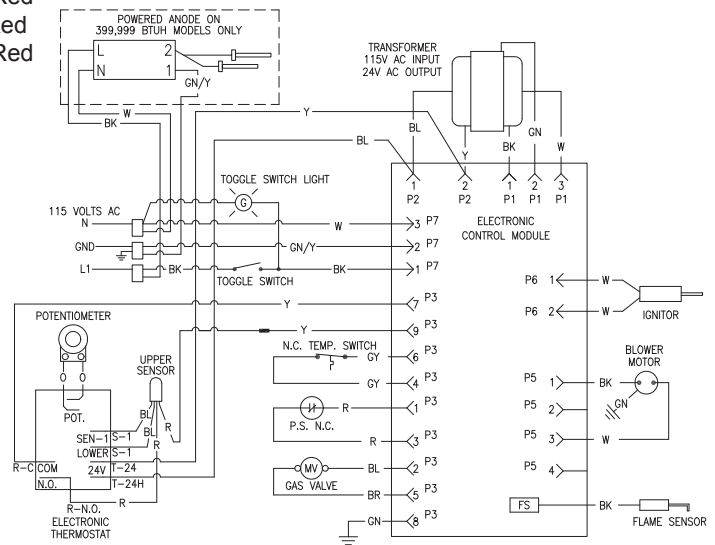 Red
Red
Red
POWERED ANODE ON
399,999 BTUH MODELS ONLY
L 2
N 1
GN/Y
W
BK
Y
BL
TRANSFORMER
115V AC INPUT
24V AC OUTPUT
BL
Y
BK
GN
W
1 2 1 2 3
P2 P2 P1 P1 P1
TOGGLE SWITCH LIGHT
G
115 VOLTS AC
N
W
3 P7
ELECTRONIC
CONTROL MODULE
GND
GN/Y
2 P7
L1
BK
BK
1 P7
TOGGLE SWITCH
Y
7 P3
P6 1
W
P6 2
W
IGNITOR
POTENTIOMETER
Y
9 P3
N.C. TEMP. SWITCH
GY
6 P3
UPPER
SENSOR
GY
4 P3
BLOWER
MOTOR
P5 1
BK
GN
P5 2
P5 3
W
P5 4
R
1 P3
P.S. N.C.
R
3 P3
O O
POT.
BL
BL
R
R
SEN-1 S-1
LOWER S-1
R-C COM 24V T-24
N.O. T-24H
R
R-N.O.
ELECTRONIC
THERMOSTAT
MV
BL
2 P3
GAS VALVE
BR
5 P3
GN
8 P3
FS
BK
FLAME SENSOR